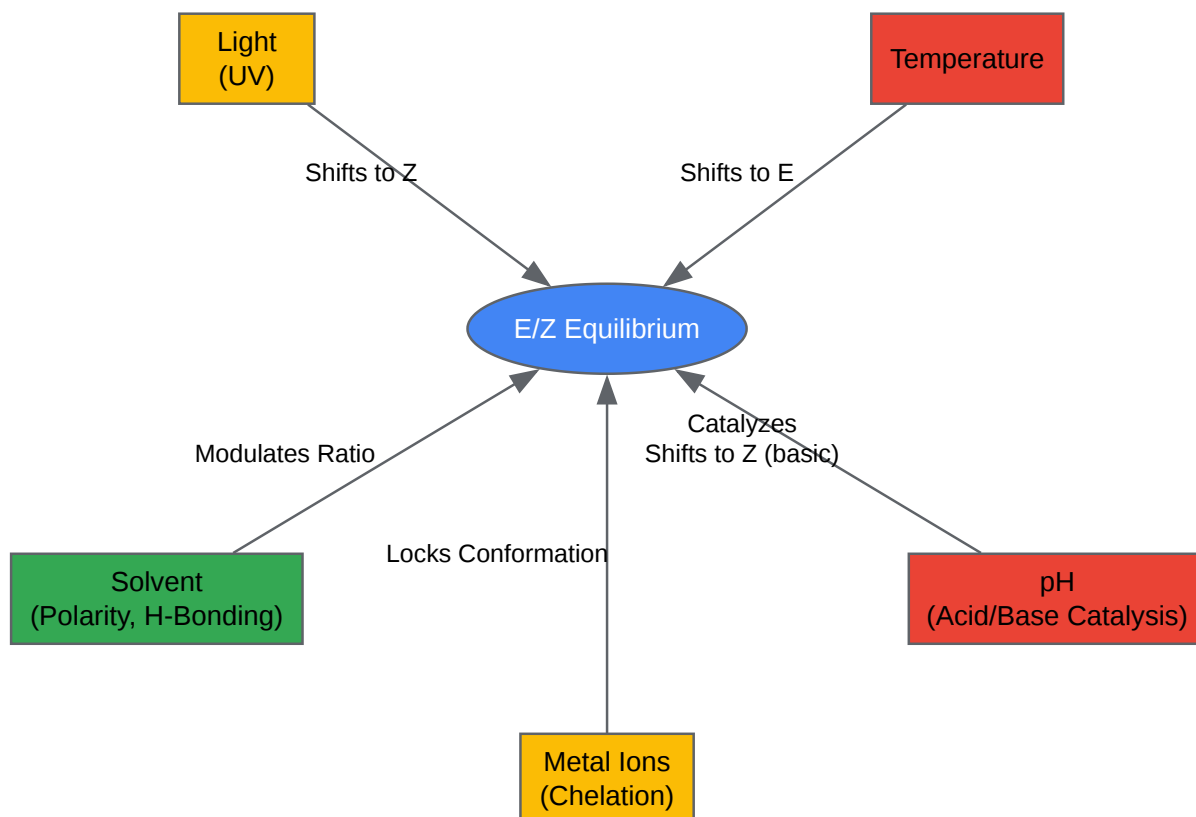 Light
(UV)
Temperature
Shifts to Z
Shifts to E
E/Z Equilibrium
Catalyzes
Shifts to Z (basic)
Modulates Ratio
Locks Conformation
Solvent
(Polarity, H-Bonding)
pH
(Acid/Base Catalysis)
Metal Ions
(Chelation)